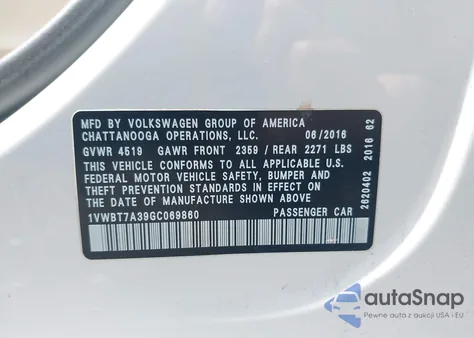 MFD BY VOLKSWAGEN GROUP OF AMERICA
CHATTANOOGA OPERATIONS, LLC. 06/2016
GVWR 4519 GAWR FRONT 2359 / REAR 2271 LBS
THIS VEHICLE CONFORMS TO ALL APPLICABLE U.S.
FEDERAL MOTOR VEHICLE SAFETY, BUMPER AND
THEFT PREVENTION STANDARDS IN EFFECT ON
THE DATE OF MANUFACTURE SHOWN ABOVE
1VWBT7A39GC069860 PASSENGER CAR
2620402 2016 62
autoSnap
Pewne auta z aukcji USA i EU